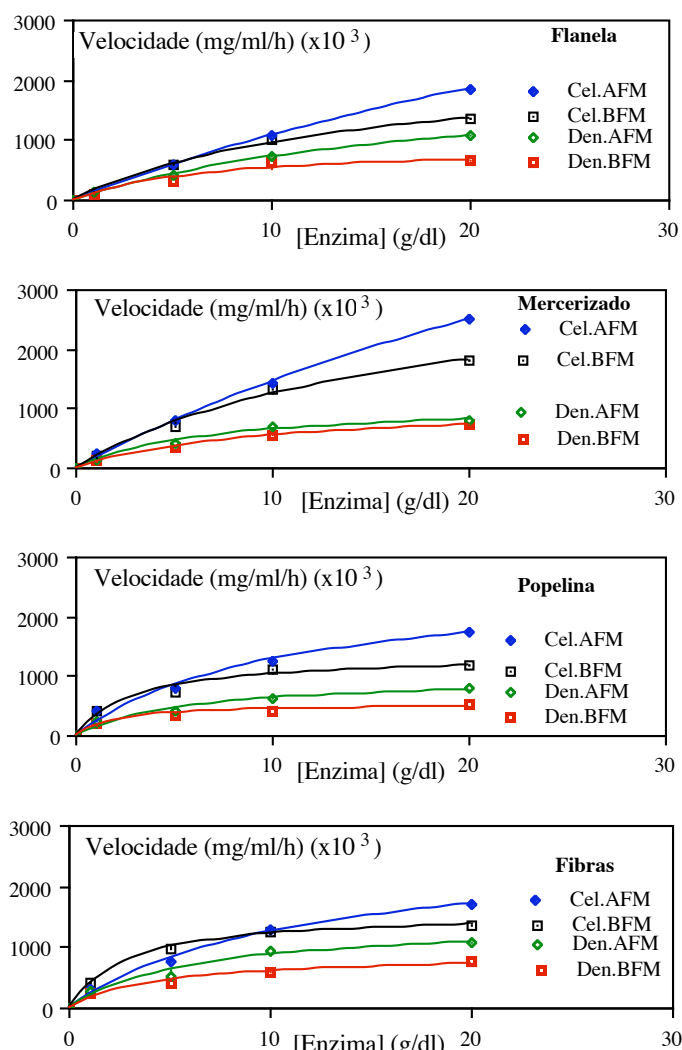 3000
Velocidade (mg/ml/h) (x10 3 )
Flanela
2000
Cel.AFM
Cel.BFM
1000
Den.AFM
Den.BFM
0
0 10 20 30
[Enzima] (g/dl)
3000
Velocidade (mg/ml/h) (x10 3 )
Mercerizado
Cel.AFM
2000
Cel.BFM
1000
Den.AFM
Den.BFM
0
0 10 20 30
[Enzima] (g/dl)
3000
Velocidade (mg/ml/h) (x10 3 )
Popelina
2000
Cel.AFM
Cel.BFM
1000
Den.AFM
Den.BFM
0
0 10 20 30
[Enzima] (g/dl)
3000
Velocidade (mg/ml/h) (x10 3 )
Fibras
2000
Cel.AFM
Cel.BFM
1000
Den.AFM
Den.BFM
0
0 10 20 30
[Enzima] (g/dl)